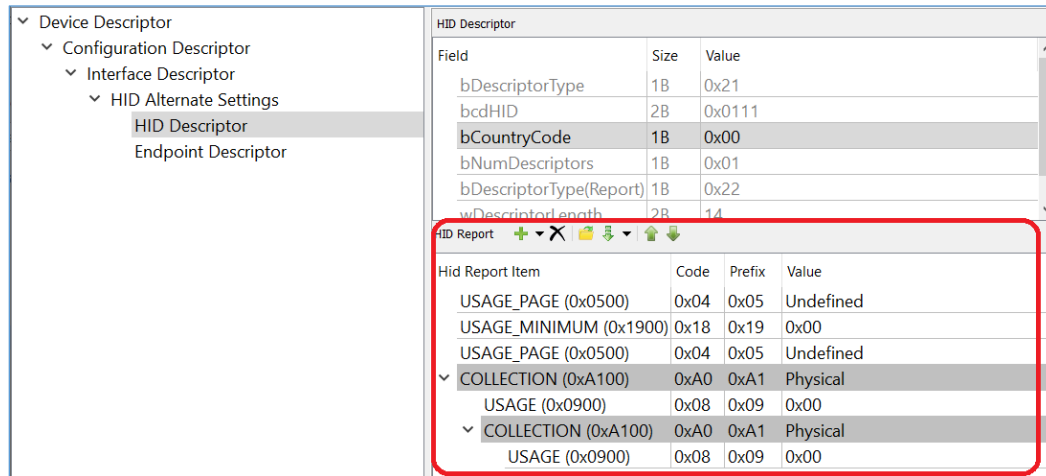 Device Descriptor
Configuration Descriptor
Interface Descriptor
HID Alternate Settings
HID Descriptor
Endpoint Descriptor
HID Descriptor
Field Size Value
bDescriptorType 1B 0x21
bcdHID 2B 0x0111
bCountryCode 1B 0x00
bNumDescriptors 1B 0x01
bDescriptorType(Report) 1B 0x22
wDescriptorLength 2B 14
HID Report
Hid Report Item Code Prefix Value
USAGE_PAGE (0x0500) 0x04 0x05 Undefined
USAGE_MINIMUM (0x1900) 0x18 0x19 0x00
USAGE_PAGE (0x0500) 0x04 0x05 Undefined
COLLECTION (0xA100) 0xA0 0xA1 Physical
USAGE (0x0900) 0x08 0x09 0x00
COLLECTION (0xA100) 0xA0 0xA1 Physical
USAGE (0x0900) 0x08 0x09 0x00